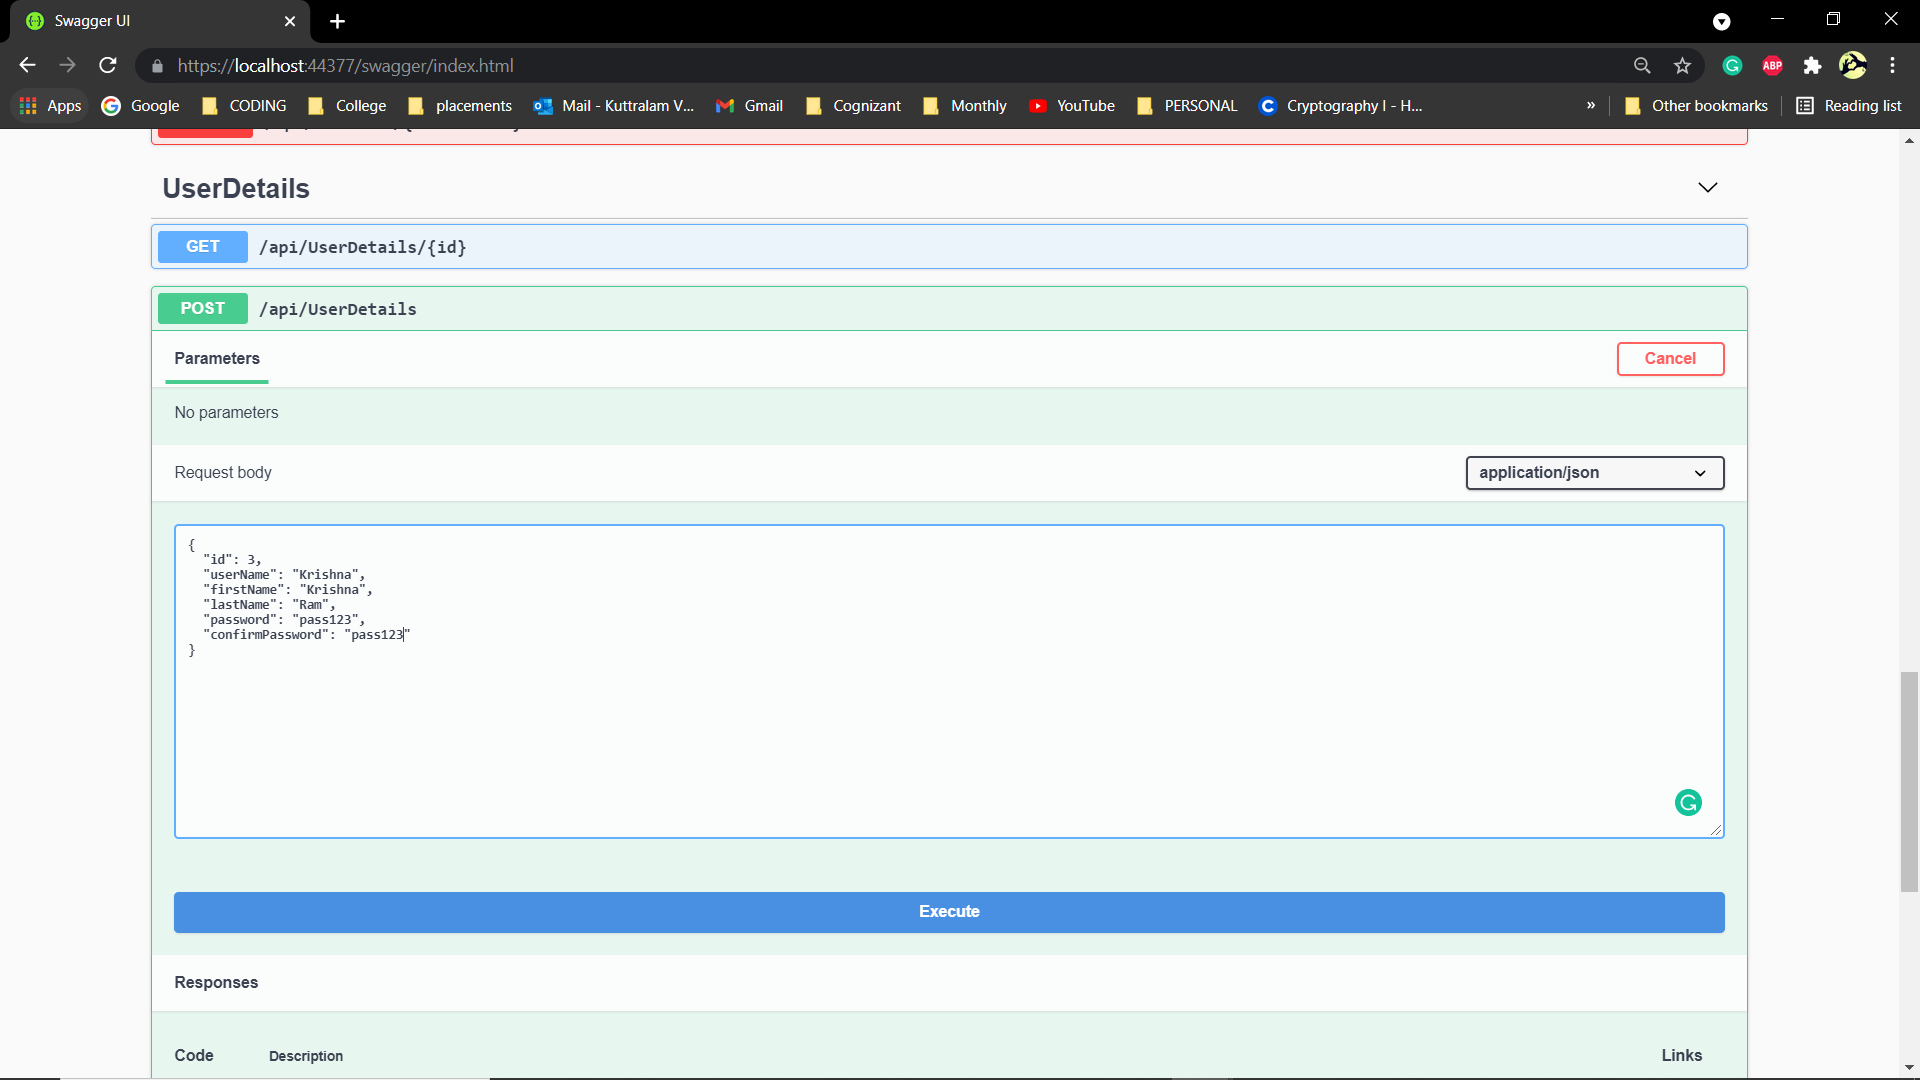 Swagger UI
https://localhost:44377/swagger/index.html
ABP
Apps Google CODING College placements Mail - Kuttralam V... Gmail Cognizant Monthly YouTube PERSONAL Cryptography I - H... » Other bookmarks Reading list
UserDetails
GET /api/UserDetails/{id}
POST /api/UserDetails
Parameters Cancel
No parameters
Request body application/json
{
"id": 3,
"userName": "Krishna",
"firstName": "Krishna",
"lastName": "Ram",
"password": "pass123",
"confirmPassword": "pass123"
}
Execute
Responses
Code Description Links